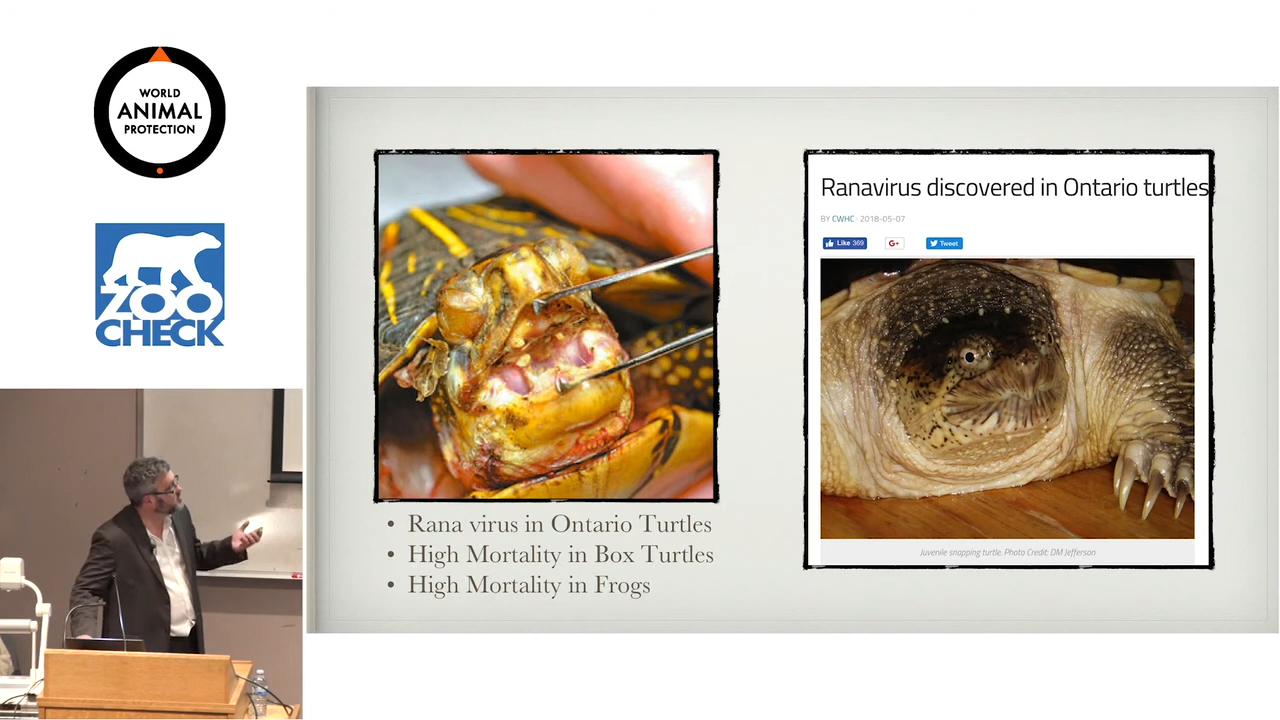 WORLD
ANIMAL
PROTECTION
ZOO
CHECK
• Rana virus in Ontario Turtles
• High Mortality in Box Turtles
• High Mortality in Frogs
Ranavirus discovered in Ontario turtles
BY CWHC · 2018-05-07
Like 369
G+
Tweet
Juvenile snapping turtle. Photo Credit: DM Jefferson